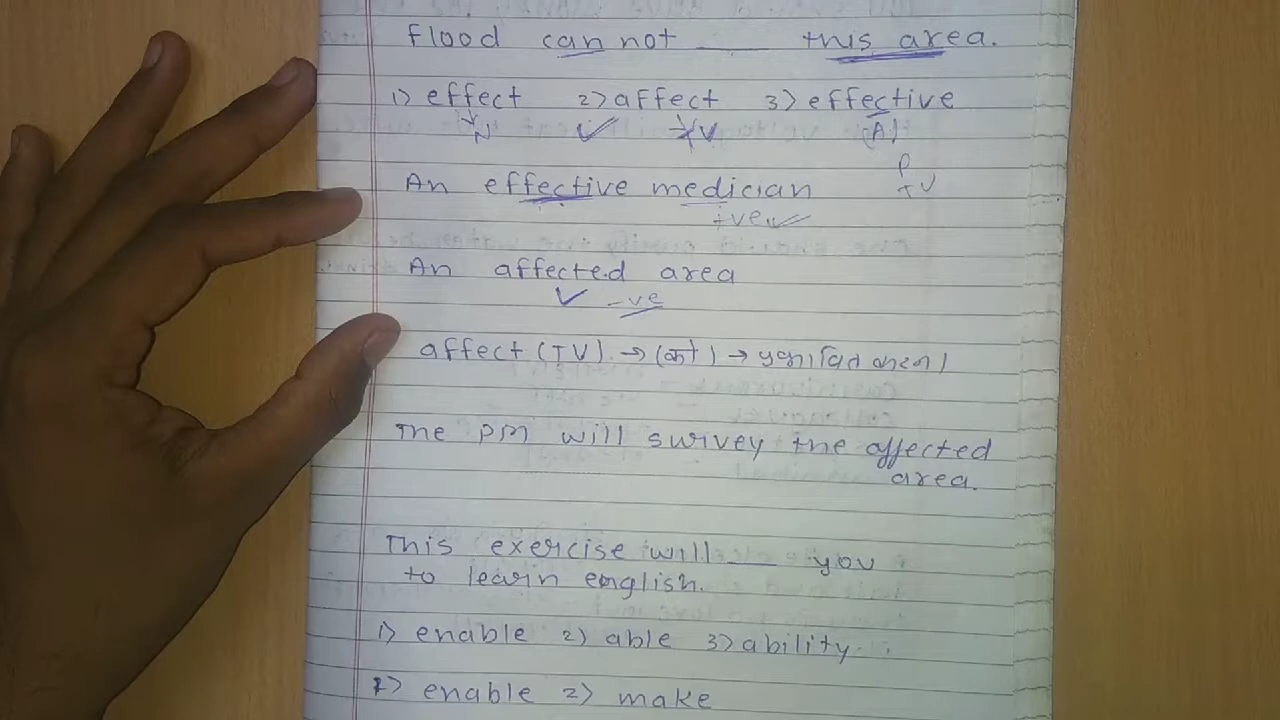 Flood can not ___ this area.
1) effect 2) affect 3) effective
N ✓ V (A)
P
An effective medician TV
+ve ✓
An affected area
✓ -ve
affect (TV) → (को) → प्रभावित करना।
The PM will survey the affected
area.
This exercise will ___ you
to learn english.
1) enable 2) able 3) ability
1) enable 2) make